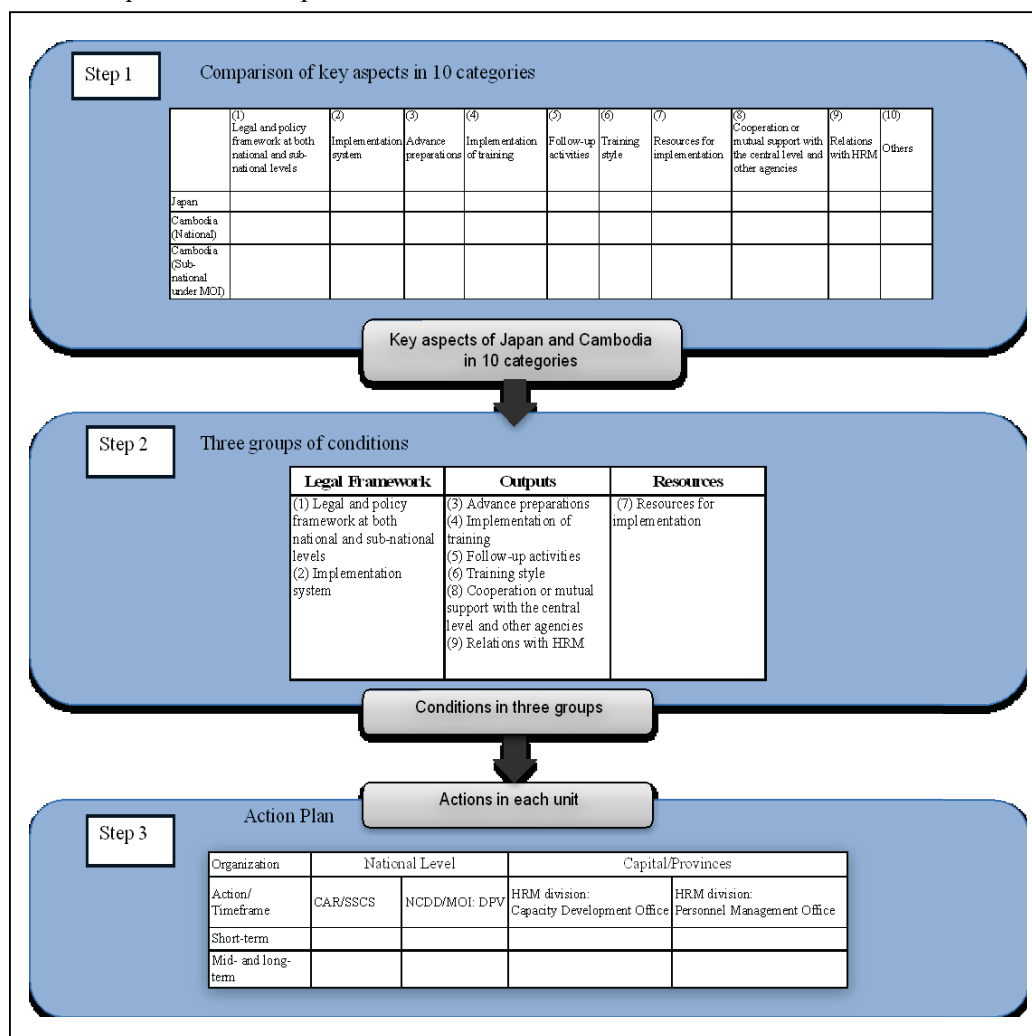 Step 1
Comparison of key aspects in 10 categories
(1)
Legal and policy
framework at both
national and sub-
national levels
(2)
Implementation
system
(3)
Advance
preparations
(4)
Implementation
of training
(5)
Follow-up
activities
(6)
Training
style
(7)
Resources for
implementation
(8)
Cooperation or
mutual support with
the central level and
other agencies
(9)
Relations
with HRM
(10)
Others
Japan
Cambodia
(National)
Cambodia
(Sub-
national
under MOI)
Key aspects of Japan and Cambodia
in 10 categories
Step 2
Three groups of conditions
Legal Framework
Outputs
Resources
(1) Legal and policy
framework at both
national and sub-national
levels
(2) Implementation
system
(3) Advance preparations
(4) Implementation of
training
(5) Follow-up activities
(6) Training style
(8) Cooperation or mutual
support with the central
level and other agencies
(9) Relations with HRM
(7) Resources for
implementation
Conditions in three groups
Actions in each unit
Step 3
Action Plan
Organization
National Level
Capital/Provinces
Action/
Timeframe
CAR/SSCS
NCDD/MOI: DPV
HRM division:
Capacity Development Office
HRM division:
Personnel Management Office
Short-term
Mid- and long-
term